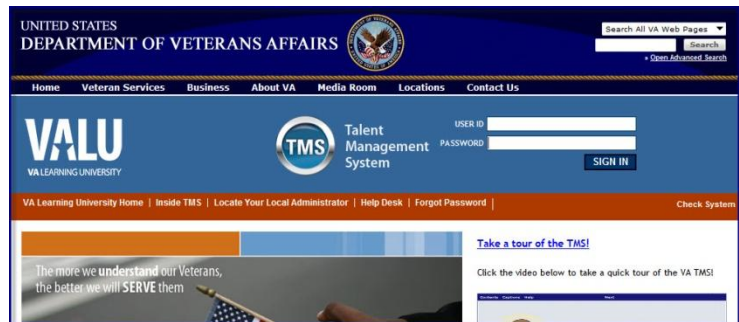 UNITED STATES
DEPARTMENT OF VETERANS AFFAIRS
Search All VA Web Pages
Search
Open Advanced Search
Home Veteran Services Business About VA Media Room Locations Contact Us
VALU
VA LEARNING UNIVERSITY
TMS
Talent
Management
System
USER ID
PASSWORD
SIGN IN
VA Learning University Home | Inside TMS | Locate Your Local Administrator | Help Desk | Forgot Password |
Check System
The more we understand our Veterans,
the better we will SERVE them
Take a tour of the TMS!
Click the video below to take a quick tour of the VA TMS!